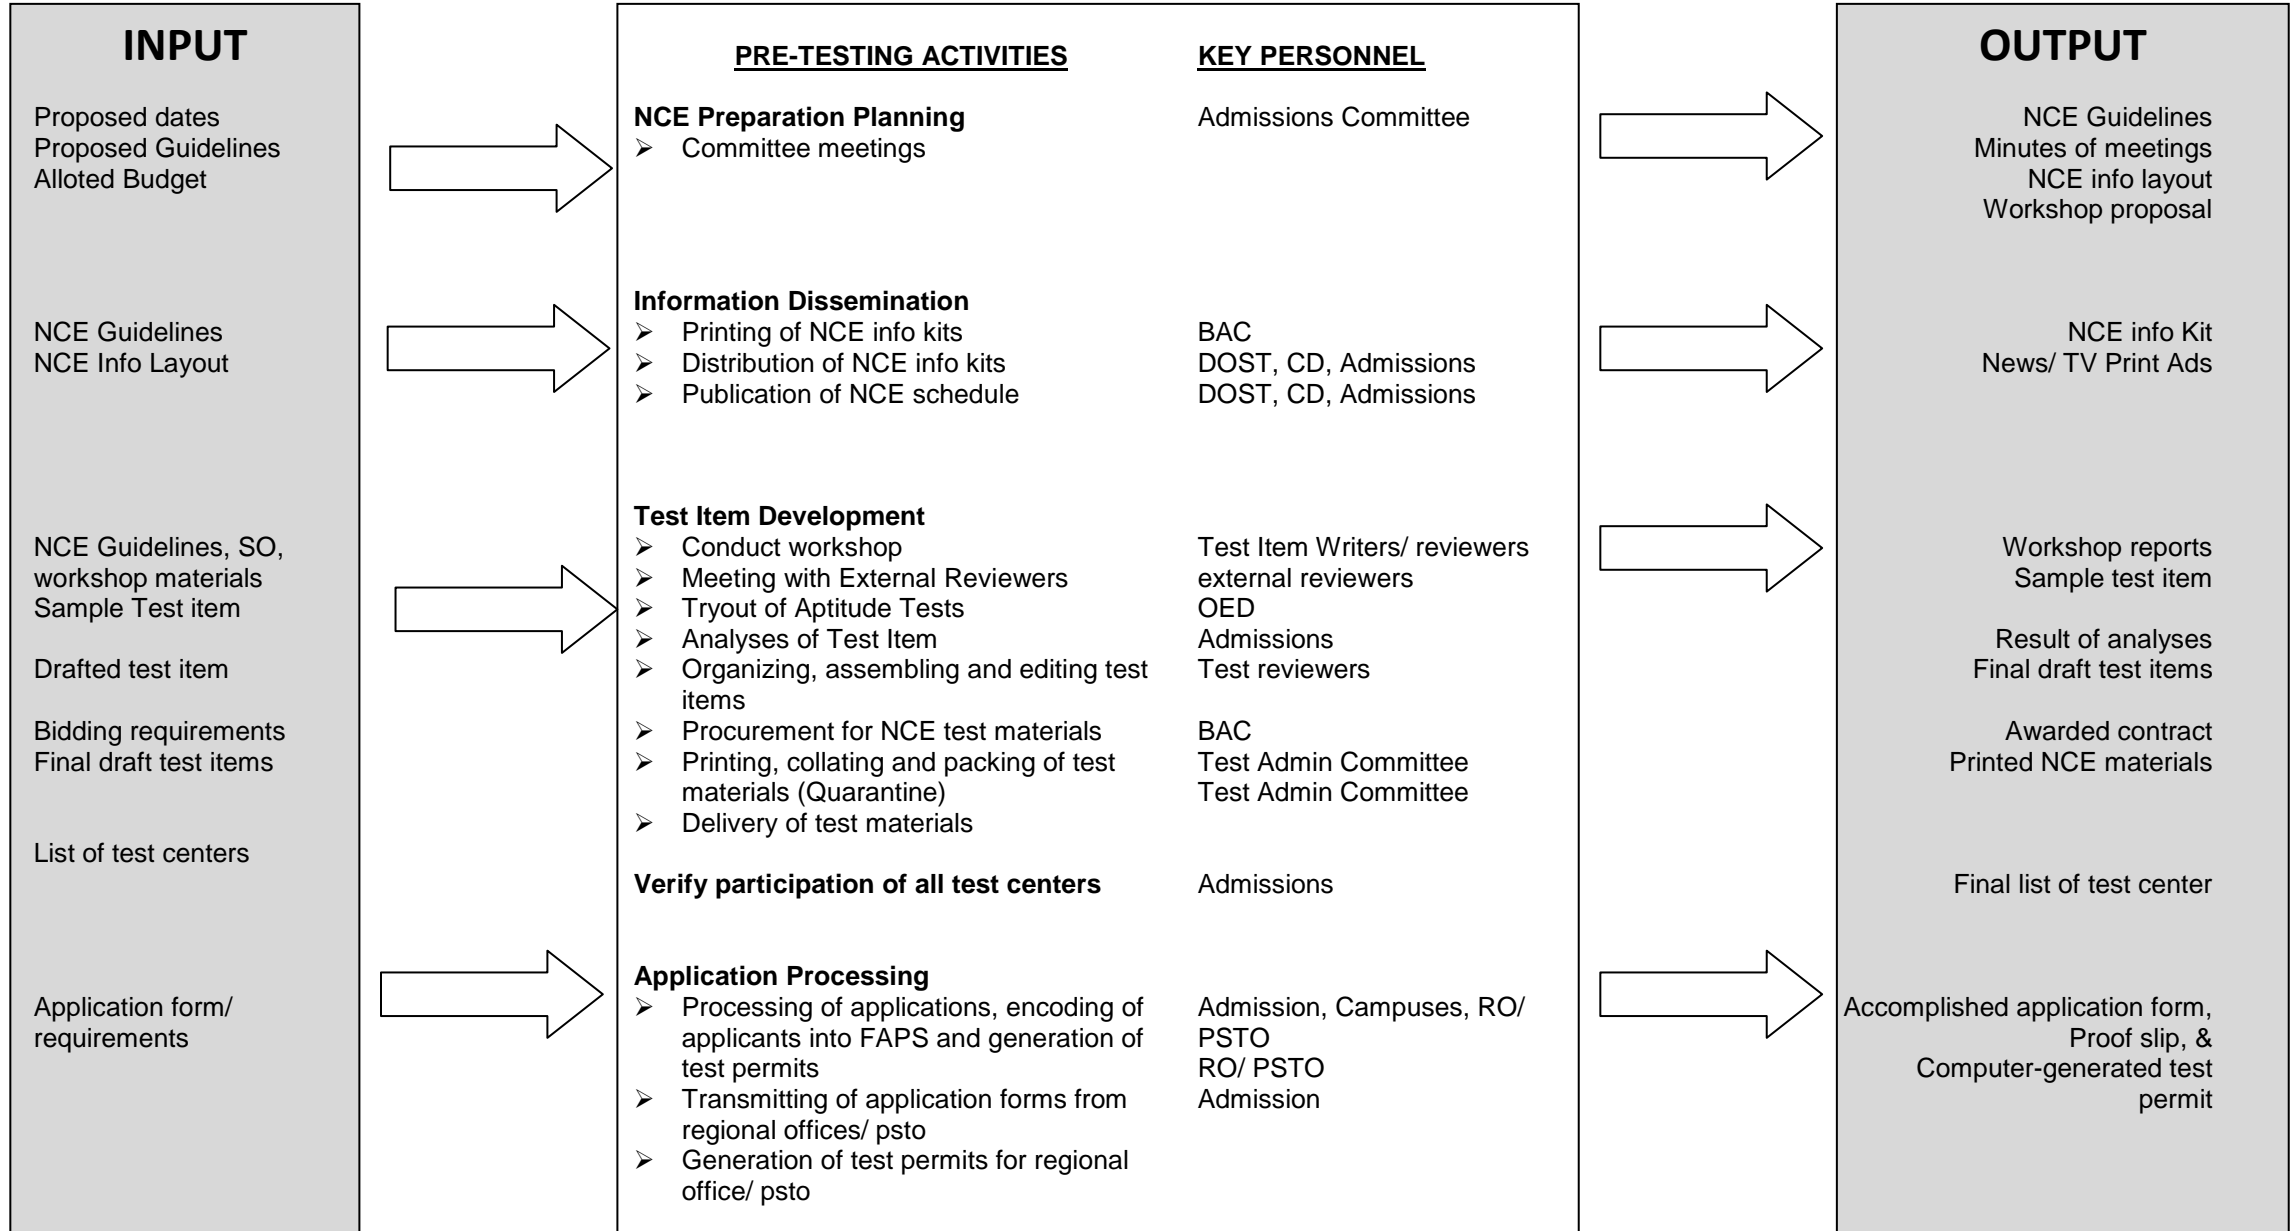 INPUT
Proposed dates
Proposed Guidelines
Alloted Budget
NCE Guidelines
NCE Info Layout
NCE Guidelines, SO,
workshop materials
Sample Test item
Drafted test item
Bidding requirements
Final draft test items
List of test centers
Application form/
requirements
PRE-TESTING ACTIVITIES
NCE Preparation Planning
➢ Committee meetings
Information Dissemination
➢ Printing of NCE info kits
➢ Distribution of NCE info kits
➢ Publication of NCE schedule
Test Item Development
➢ Conduct workshop
➢ Meeting with External Reviewers
➢ Tryout of Aptitude Tests
➢ Analyses of Test Item
➢ Organizing, assembling and editing test
items
➢ Procurement for NCE test materials
➢ Printing, collating and packing of test
materials (Quarantine)
➢ Delivery of test materials
Verify participation of all test centers
Application Processing
➢ Processing of applications, encoding of
applicants into FAPS and generation of
test permits
➢ Transmitting of application forms from
regional offices/ psto
➢ Generation of test permits for regional
office/ psto
KEY PERSONNEL
Admissions Committee
BAC
DOST, CD, Admissions
DOST, CD, Admissions
Test Item Writers/ reviewers
external reviewers
OED
Admissions
Test reviewers
BAC
Test Admin Committee
Test Admin Committee
Admissions
Admission, Campuses, RO/
PSTO
RO/ PSTO
Admission
OUTPUT
NCE Guidelines
Minutes of meetings
NCE info layout
Workshop proposal
NCE info Kit
News/ TV Print Ads
Workshop reports
Sample test item
Result of analyses
Final draft test items
Awarded contract
Printed NCE materials
Final list of test center
Accomplished application form,
Proof slip, &
Computer-generated test
permit